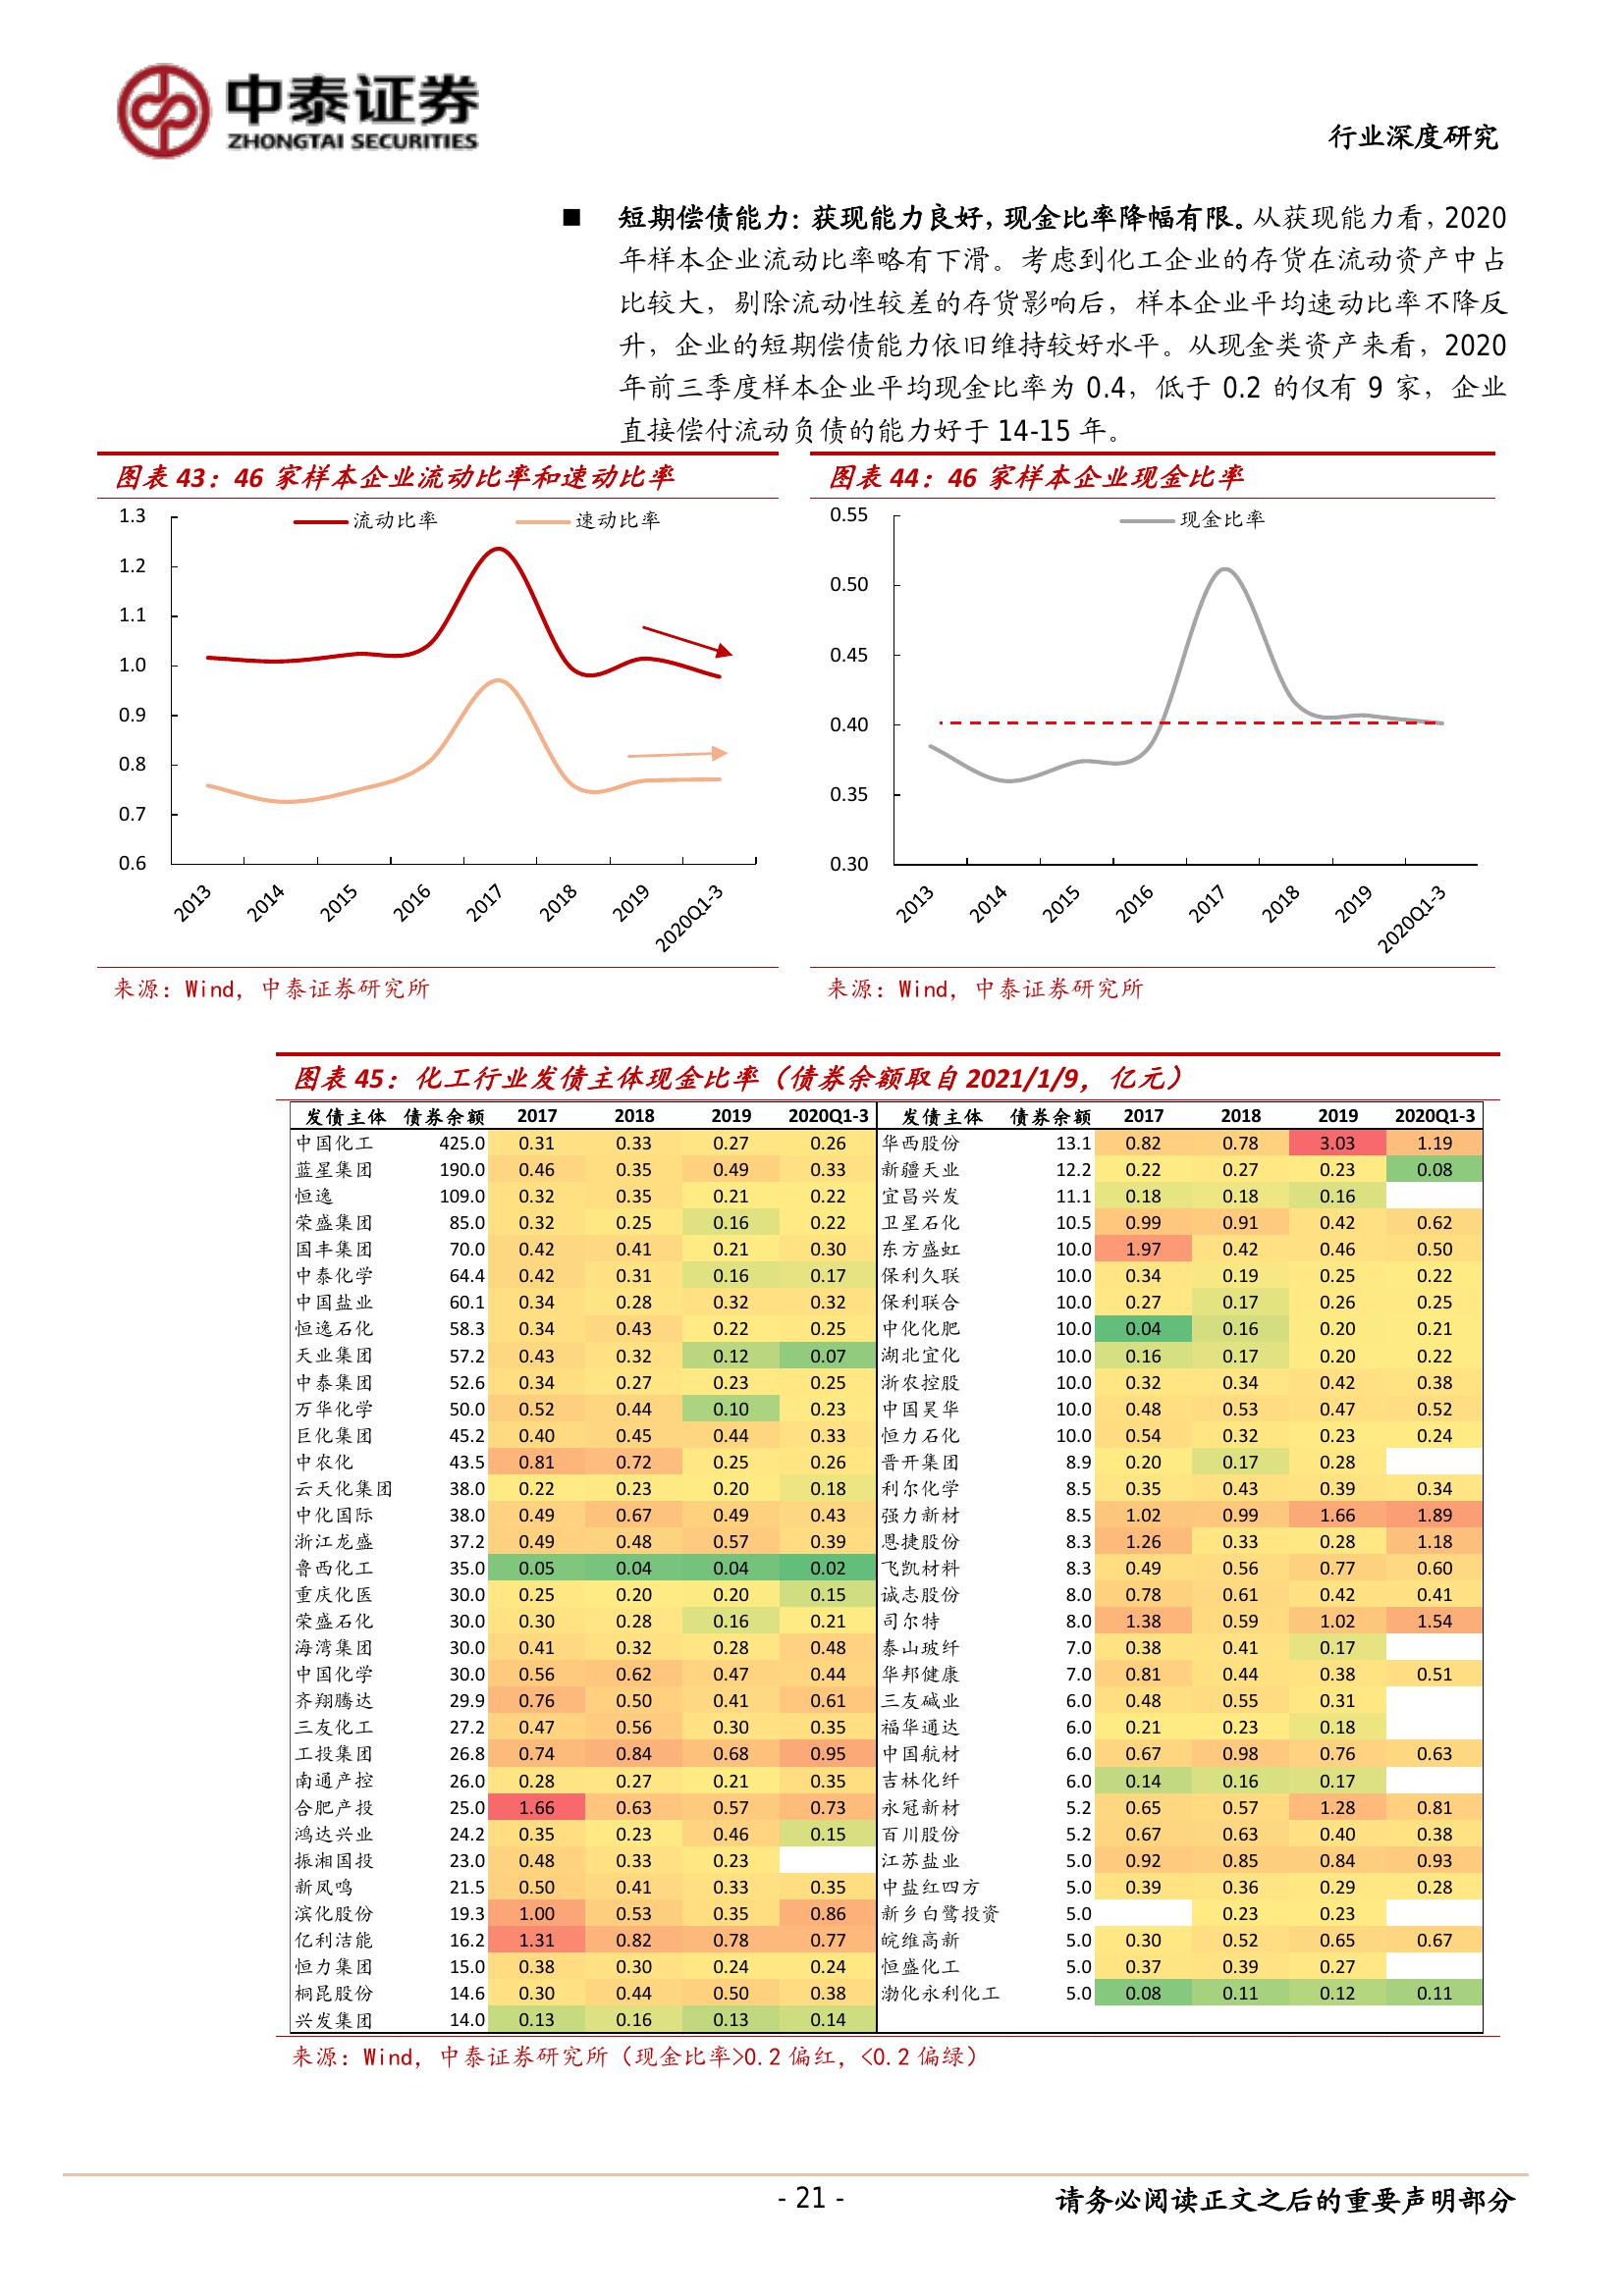 中泰证券
ZHONGTAI SECURITIES
行业深度研究
■ 短期偿债能力：获现能力良好，现金比率降幅有限。从获现能力看，2020
年样本企业流动比率略有下滑。考虑到化工企业的存货在流动资产中占
比较大，剔除流动性较差的存货影响后，样本企业平均速动比率不降反
升，企业的短期偿债能力依旧维持较好水平。从现金类资产来看，2020
年前三季度样本企业平均现金比率为 0.4，低于 0.2 的仅有 9 家，企业
直接偿付流动负债的能力好于 14-15 年。
图表 43：46 家样本企业流动比率和速动比率
流动比率 速动比率
1.3
1.2
1.1
1.0
0.9
0.8
0.7
0.6
2013 2014 2015 2016 2017 2018 2019 2020Q1-3
来源：Wind，中泰证券研究所
图表 44：46 家样本企业现金比率
现金比率
0.55
0.50
0.45
0.40
0.35
0.30
2013 2014 2015 2016 2017 2018 2019 2020Q1-3
来源：Wind，中泰证券研究所
图表 45：化工行业发债主体现金比率（债券余额取自 2021/1/9，亿元）
发债主体 债券余额 2017 2018 2019 2020Q1-3 发债主体 债券余额 2017 2018 2019 2020Q1-3
中国化工 425.0 0.31 0.33 0.27 0.26 华西股份 13.1 0.82 0.78 3.03 1.19
蓝星集团 190.0 0.46 0.35 0.49 0.33 新疆天业 12.2 0.22 0.27 0.23 0.08
恒逸 109.0 0.32 0.35 0.21 0.22 宜昌兴发 11.1 0.18 0.18 0.16
荣盛集团 85.0 0.32 0.25 0.16 0.22 卫星石化 10.5 0.99 0.91 0.42 0.62
国丰集团 70.0 0.42 0.41 0.21 0.30 东方盛虹 10.0 1.97 0.42 0.46 0.50
中泰化学 64.4 0.42 0.31 0.16 0.17 保利久联 10.0 0.34 0.19 0.25 0.22
中国盐业 60.1 0.34 0.28 0.32 0.32 保利联合 10.0 0.27 0.17 0.26 0.25
恒逸石化 58.3 0.34 0.43 0.22 0.25 中化化肥 10.0 0.04 0.16 0.20 0.21
天业集团 57.2 0.43 0.32 0.12 0.07 湖北宜化 10.0 0.16 0.17 0.20 0.22
中泰集团 52.6 0.34 0.27 0.23 0.25 浙农控股 10.0 0.32 0.34 0.42 0.38
万华化学 50.0 0.52 0.44 0.10 0.23 中国昊华 10.0 0.48 0.53 0.47 0.52
巨化集团 45.2 0.40 0.45 0.44 0.33 恒力石化 10.0 0.54 0.32 0.23 0.24
中农化 43.5 0.81 0.72 0.25 0.26 晋开集团 8.9 0.20 0.17 0.28
云天化集团 38.0 0.22 0.23 0.20 0.18 利尔化学 8.5 0.35 0.43 0.39 0.34
中化国际 38.0 0.49 0.67 0.49 0.43 强力新材 8.5 1.02 0.99 1.66 1.89
浙江龙盛 37.2 0.49 0.48 0.57 0.39 恩捷股份 8.3 1.26 0.33 0.28 1.18
鲁西化工 35.0 0.05 0.04 0.04 0.02 飞凯材料 8.3 0.49 0.56 0.77 0.60
重庆化医 30.0 0.25 0.20 0.20 0.15 诚志股份 8.0 0.78 0.61 0.42 0.41
荣盛石化 30.0 0.30 0.28 0.16 0.21 司尔特 8.0 1.38 0.59 1.02 1.54
海湾集团 30.0 0.41 0.32 0.28 0.48 泰山玻纤 7.0 0.38 0.41 0.17
中国化学 30.0 0.56 0.62 0.47 0.44 华邦健康 7.0 0.81 0.44 0.38 0.51
齐翔腾达 29.9 0.76 0.50 0.41 0.61 三友碱业 6.0 0.48 0.55 0.31
三友化工 27.2 0.47 0.56 0.30 0.35 福华通达 6.0 0.21 0.23 0.18
工投集团 26.8 0.74 0.84 0.68 0.95 中国航材 6.0 0.67 0.98 0.76 0.63
南通产控 26.0 0.28 0.27 0.21 0.35 吉林化纤 6.0 0.14 0.16 0.17
合肥产投 25.0 1.66 0.63 0.57 0.73 永冠新材 5.2 0.65 0.57 1.28 0.81
鸿达兴业 24.2 0.35 0.23 0.46 0.15 百川股份 5.2 0.67 0.63 0.40 0.38
振湘国投 23.0 0.48 0.33 0.23 江苏盐业 5.0 0.92 0.85 0.84 0.93
新凤鸣 21.5 0.50 0.41 0.33 0.35 中盐红四方 5.0 0.39 0.36 0.29 0.28
滨化股份 19.3 1.00 0.53 0.35 0.86 新乡白鹭投资 5.0 0.23 0.23
亿利洁能 16.2 1.31 0.82 0.78 0.77 皖维高新 5.0 0.30 0.52 0.65 0.67
恒力集团 15.0 0.38 0.30 0.24 0.24 恒盛化工 5.0 0.37 0.39 0.27
桐昆股份 14.6 0.30 0.44 0.50 0.38 渤化永利化工 5.0 0.08 0.11 0.12 0.11
兴发集团 14.0 0.13 0.16 0.13 0.14
来源：Wind，中泰证券研究所（现金比率>0.2 偏红，<0.2 偏绿）
- 21 -
请务必阅读正文之后的重要声明部分